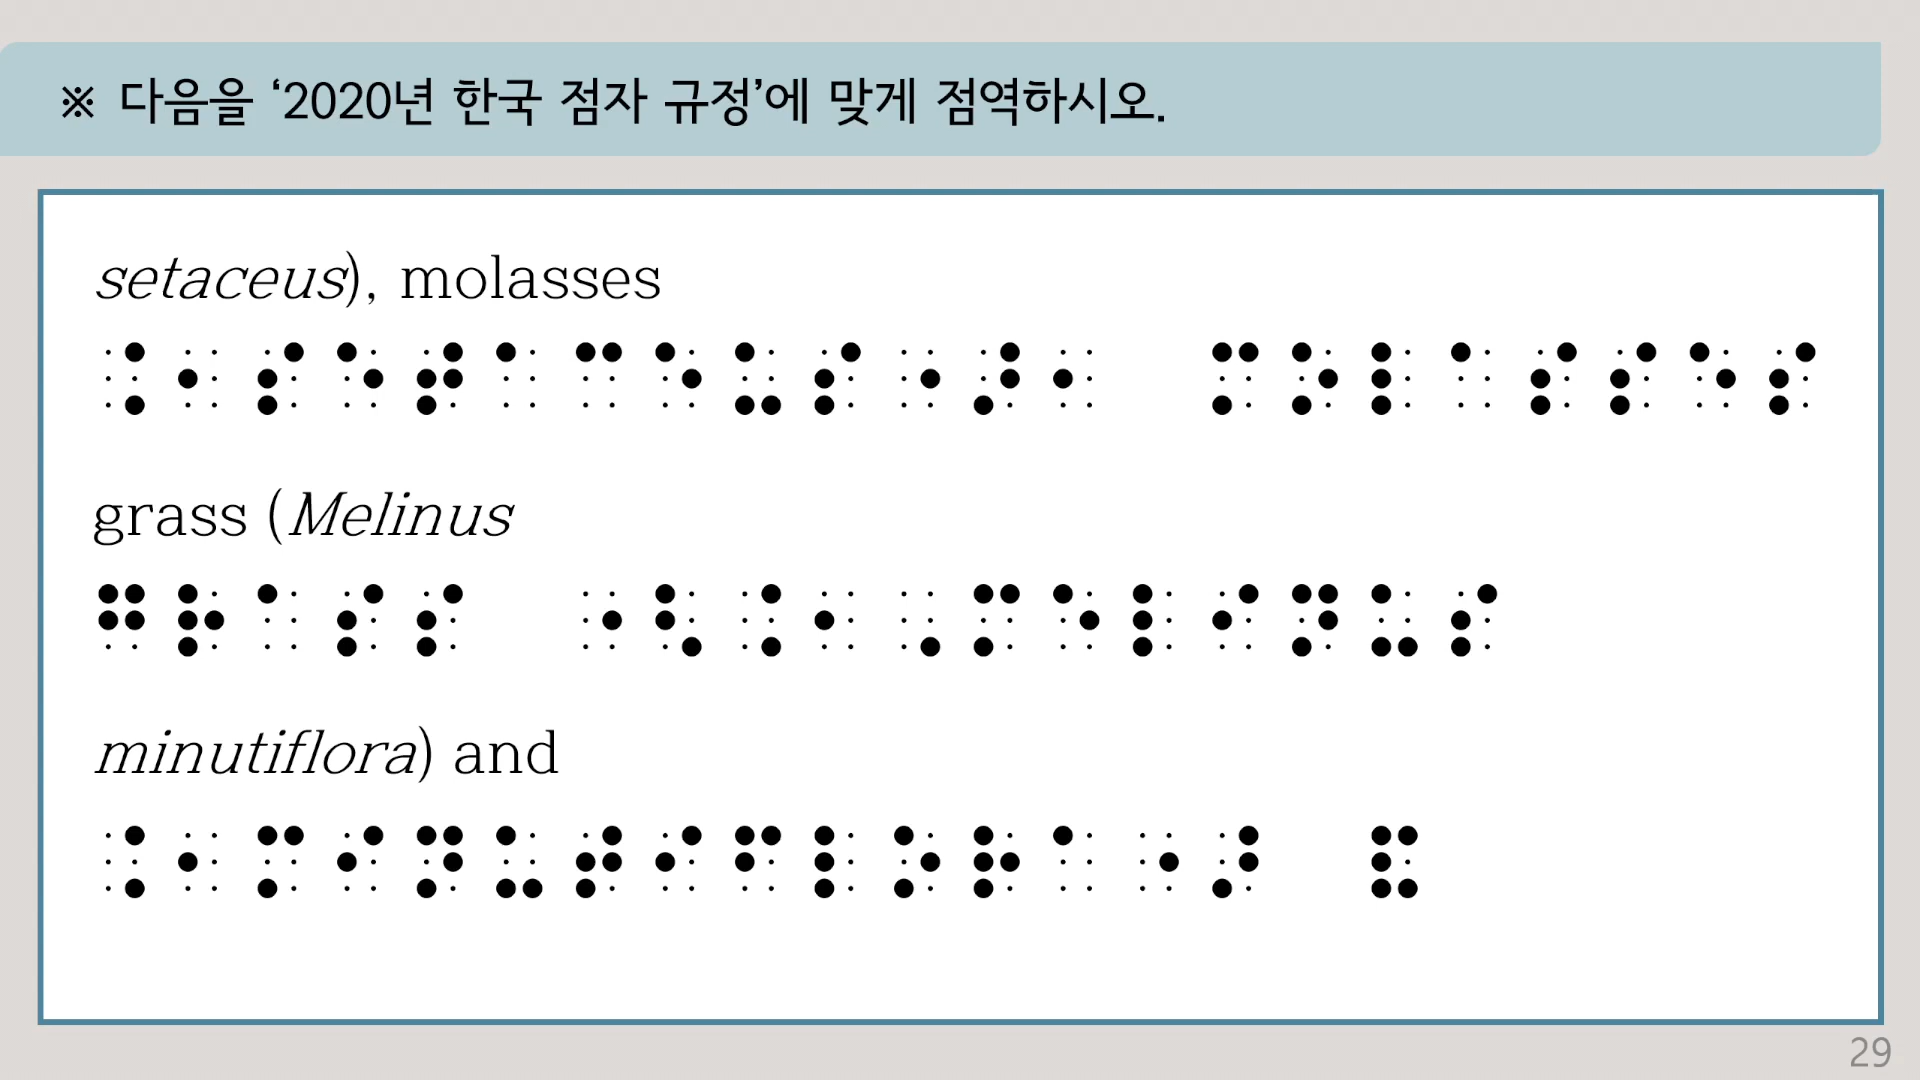 ※ 다음을 ‘2020년 한국 점자 규정’에 맞게 점역하시오.
setaceus), molasses
⠨⠂⠎⠑⠞⠁⠉⠑⠥⠎⠐⠜⠂ ⠍⠕⠇⠁⠎⠎⠑⠎
grass (Melinus
⠛⠗⠁⠎⠎ ⠐⠣⠨⠂⠠⠍⠑⠇⠊⠝⠥⠎
minutiflora) and
⠨⠂⠍⠊⠝⠥⠞⠊⠋⠇⠕⠗⠁⠐⠜ ⠯
29